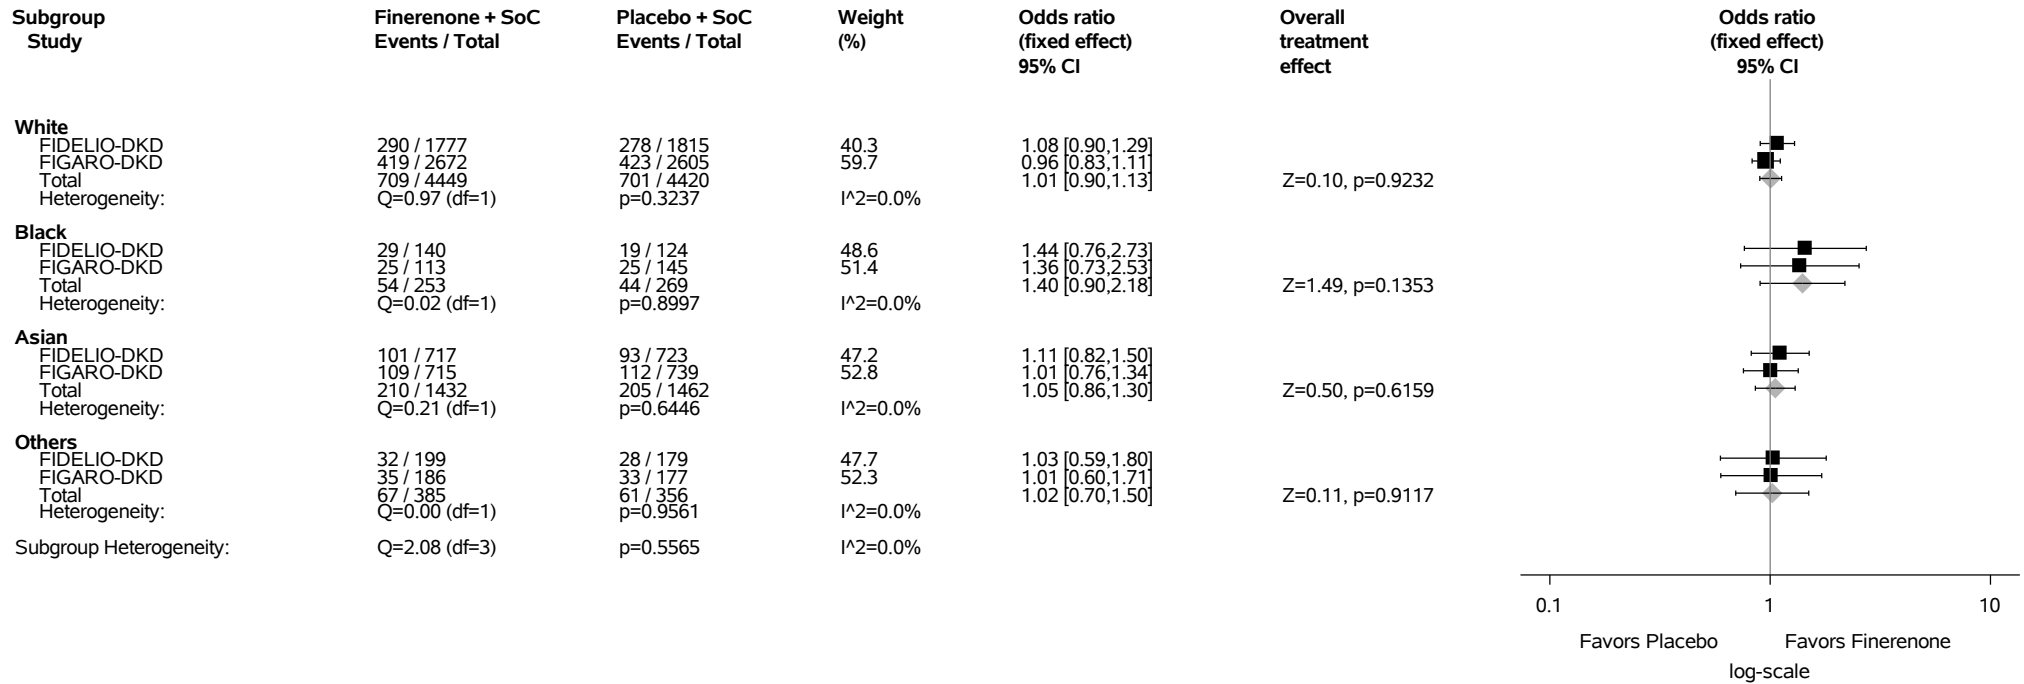 Subgroup Finerenone + SoC Placebo + SoC Weight Odds ratio Overall Odds ratio
Study Events / Total Events / Total (%) (fixed effect) treatment (fixed effect)
95% CI effect 95% CI
White
FIDELIO-DKD 290 / 1777 278 / 1815 40.3 1.08 [0.90,1.29]
FIGARO-DKD 419 / 2672 423 / 2605 59.7 0.96 [0.83,1.11]
Total 709 / 4449 701 / 4420 1.01 [0.90,1.13] Z=0.10, p=0.9232
Heterogeneity: Q=0.97 (df=1) p=0.3237 I^2=0.0%
Black
FIDELIO-DKD 29 / 140 19 / 124 48.6 1.44 [0.76,2.73]
FIGARO-DKD 25 / 113 25 / 145 51.4 1.36 [0.73,2.53]
Total 54 / 253 44 / 269 1.40 [0.90,2.18] Z=1.49, p=0.1353
Heterogeneity: Q=0.02 (df=1) p=0.8997 I^2=0.0%
Asian
FIDELIO-DKD 101 / 717 93 / 723 47.2 1.11 [0.82,1.50]
FIGARO-DKD 109 / 715 112 / 739 52.8 1.01 [0.76,1.34]
Total 210 / 1432 205 / 1462 1.05 [0.86,1.30] Z=0.50, p=0.6159
Heterogeneity: Q=0.21 (df=1) p=0.6446 I^2=0.0%
Others
FIDELIO-DKD 32 / 199 28 / 179 47.7 1.03 [0.59,1.80]
FIGARO-DKD 35 / 186 33 / 177 52.3 1.01 [0.60,1.71]
Total 67 / 385 61 / 356 1.02 [0.70,1.50] Z=0.11, p=0.9117
Heterogeneity: Q=0.00 (df=1) p=0.9561 I^2=0.0%
Subgroup Heterogeneity: Q=2.08 (df=3) p=0.5565 I^2=0.0%
0.1 1 10
Favors Placebo Favors Finerenone
log-scale